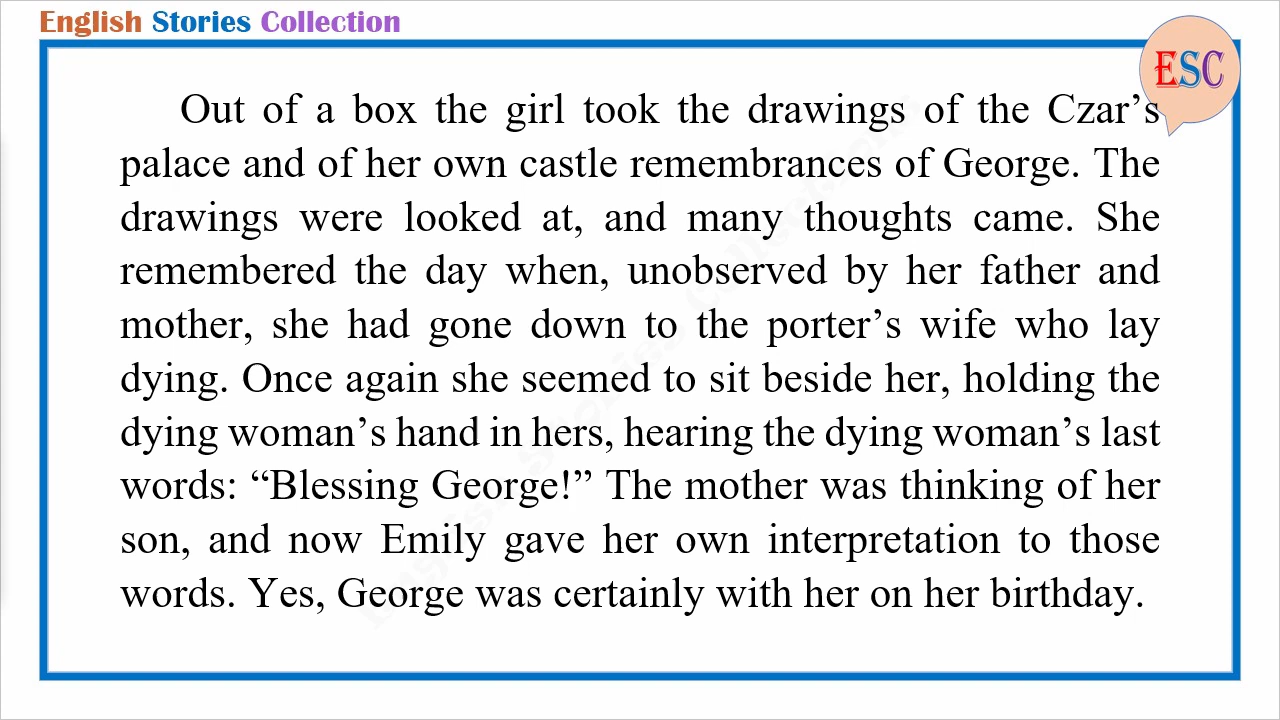 English Stories Collection
ESC
Out of a box the girl took the drawings of the Czar’s
palace and of her own castle remembrances of George. The
drawings were looked at, and many thoughts came. She
remembered the day when, unobserved by her father and
mother, she had gone down to the porter’s wife who lay
dying. Once again she seemed to sit beside her, holding the
dying woman’s hand in hers, hearing the dying woman’s last
words: “Blessing George!” The mother was thinking of her
son, and now Emily gave her own interpretation to those
words. Yes, George was certainly with her on her birthday.
English Stories Collection